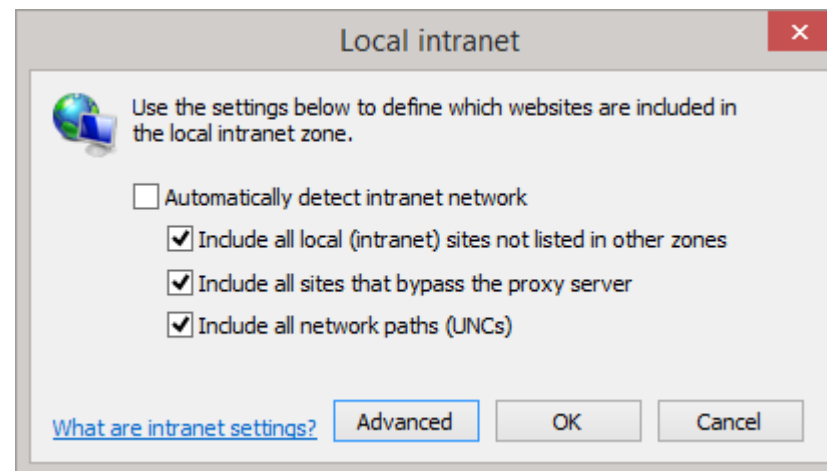 Local intranet
Use the settings below to define which websites are included in
the local intranet zone.
Automatically detect intranet network
Include all local (intranet) sites not listed in other zones
Include all sites that bypass the proxy server
Include all network paths (UNCs)
What are intranet settings?
Advanced
OK
Cancel